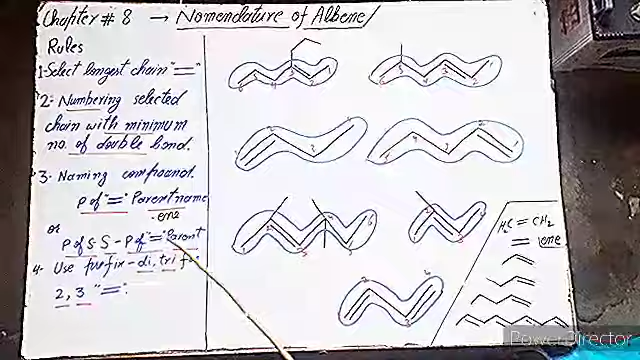 Chapter # 8 → Nomenclature of Alkene/
Rules
1- Select longest chain "="
2- Numbering selected
chain with minimum
no. of double bond.
3- Naming compound.
P of "=" Parent name
ene
or
P of S S - P of "=" Parent
4- Use prefix - di, tri for
2, 3 "=".
H₂C = CH₂
= ene
PowerDirector